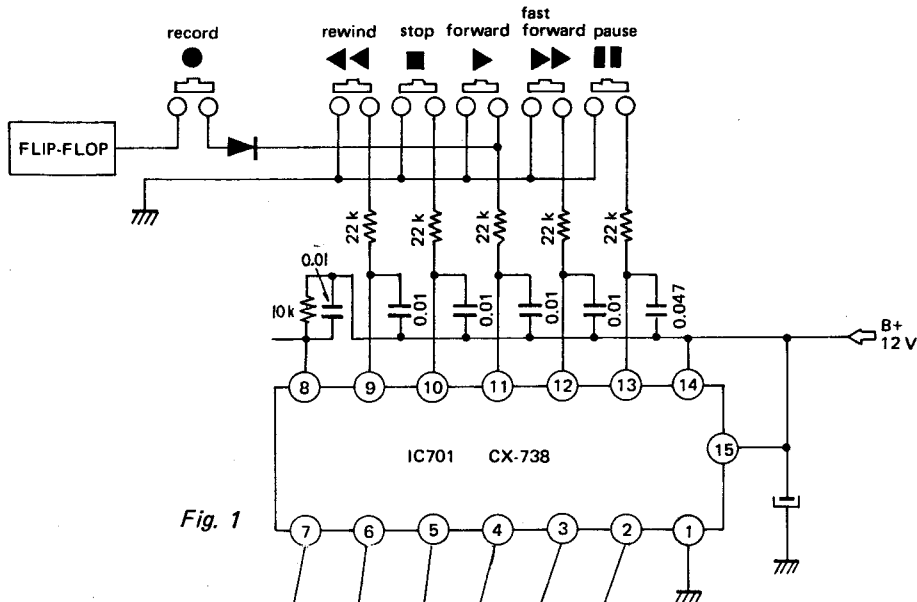 fast
record rewind stop forward forward pause
FLIP-FLOP
22 k 22 k 22 k 22 k 22 k
0.01
10k 0.01 0.01 0.01 0.01 0.047
B+
12 V
8 9 10 11 12 13 14
15
IC701 CX-738
Fig. 1
7 6 5 4 3 2 1